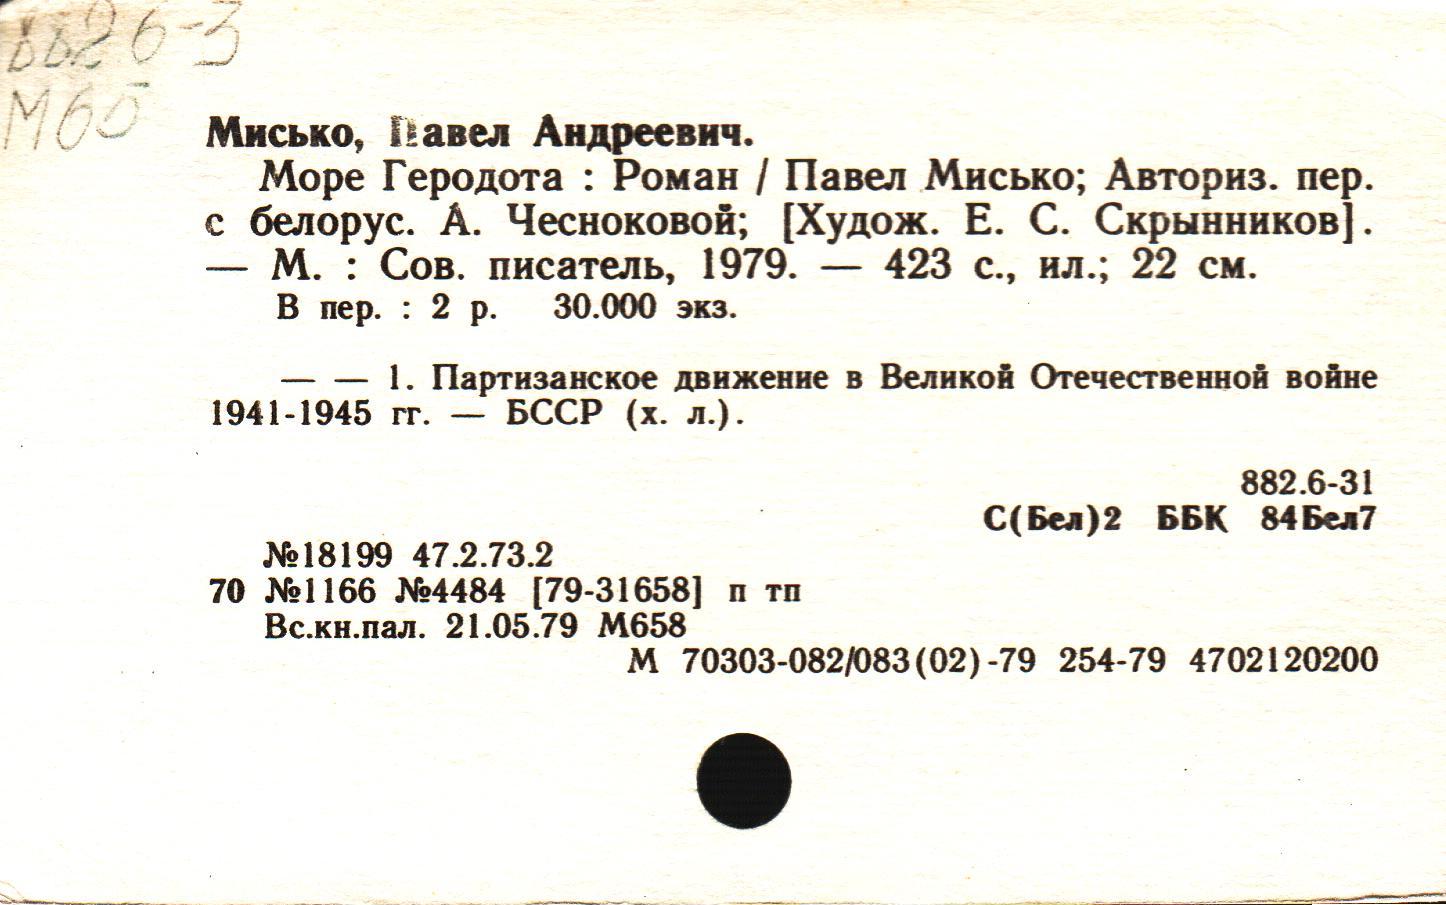 882 6-3
М65
Мисько, Павел Андреевич.
Море Геродота : Роман / Павел Мисько; Авториз. пер.
с белорус. А. Чесноковой; [Худож. Е. С. Скрынников].
— М. : Сов. писатель, 1979. — 423 с., ил.; 22 см.
В пер. : 2 р. 30.000 экз.
— — 1. Партизанское движение в Великой Отечественной войне
1941-1945 гг. — БССР (х. л.).
882.6-31
С(Бел)2 ББК 84Бел7
№18199 47.2.73.2
70 №1166 №4484 [79-31658] п тп
Вс.кн.пал. 21.05.79 М658
М 70303-082/083(02)-79 254-79 4702120200